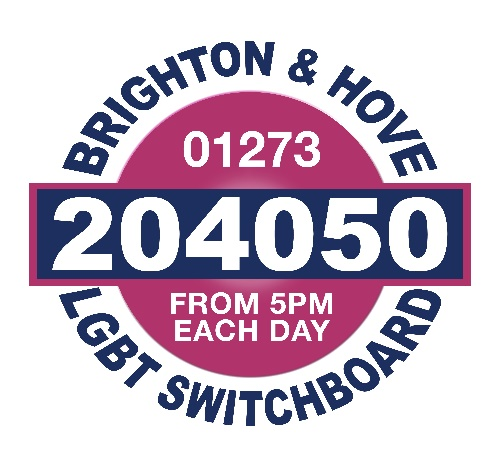 BRIGHTON & HOVE
01273
204050
FROM 5PM
EACH DAY
LGBT SWITCHBOARD